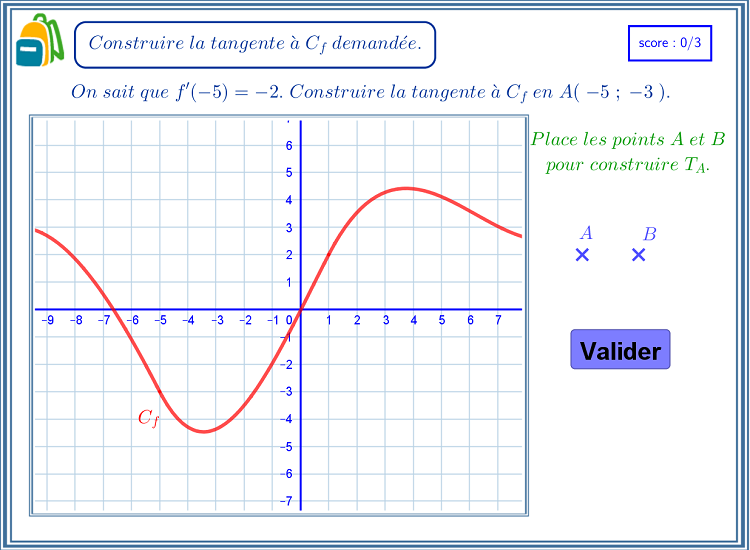 Construire la tangente à C_f demandée.
score : 0/3
On sait que f′(−5) = −2. Construire la tangente à C_f en A( −5 ; −3 ).
Place les points A et B
pour construire T_A.
A B
Valider
6
5
4
3
2
1
−9 −8 −7 −6 −5 −4 −3 −2 −1 0 1 2 3 4 5 6 7
−1
−2
−3
−4
C_f
−5
−6
−7